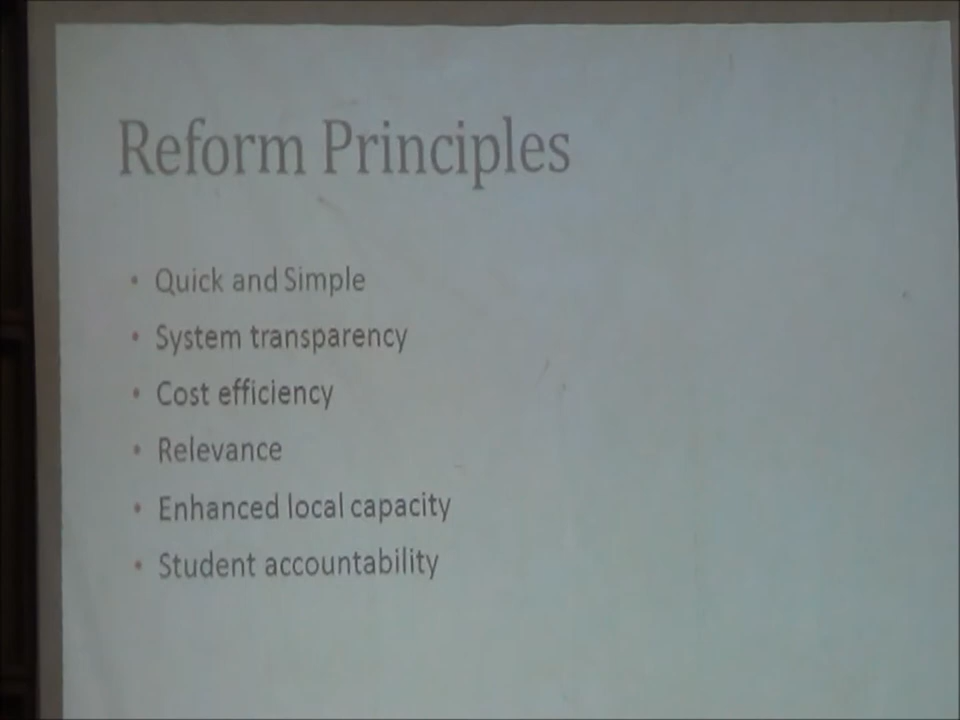 Reform Principles
• Quick and Simple
• System transparency
• Cost efficiency
• Relevance
• Enhanced local capacity
• Student accountability